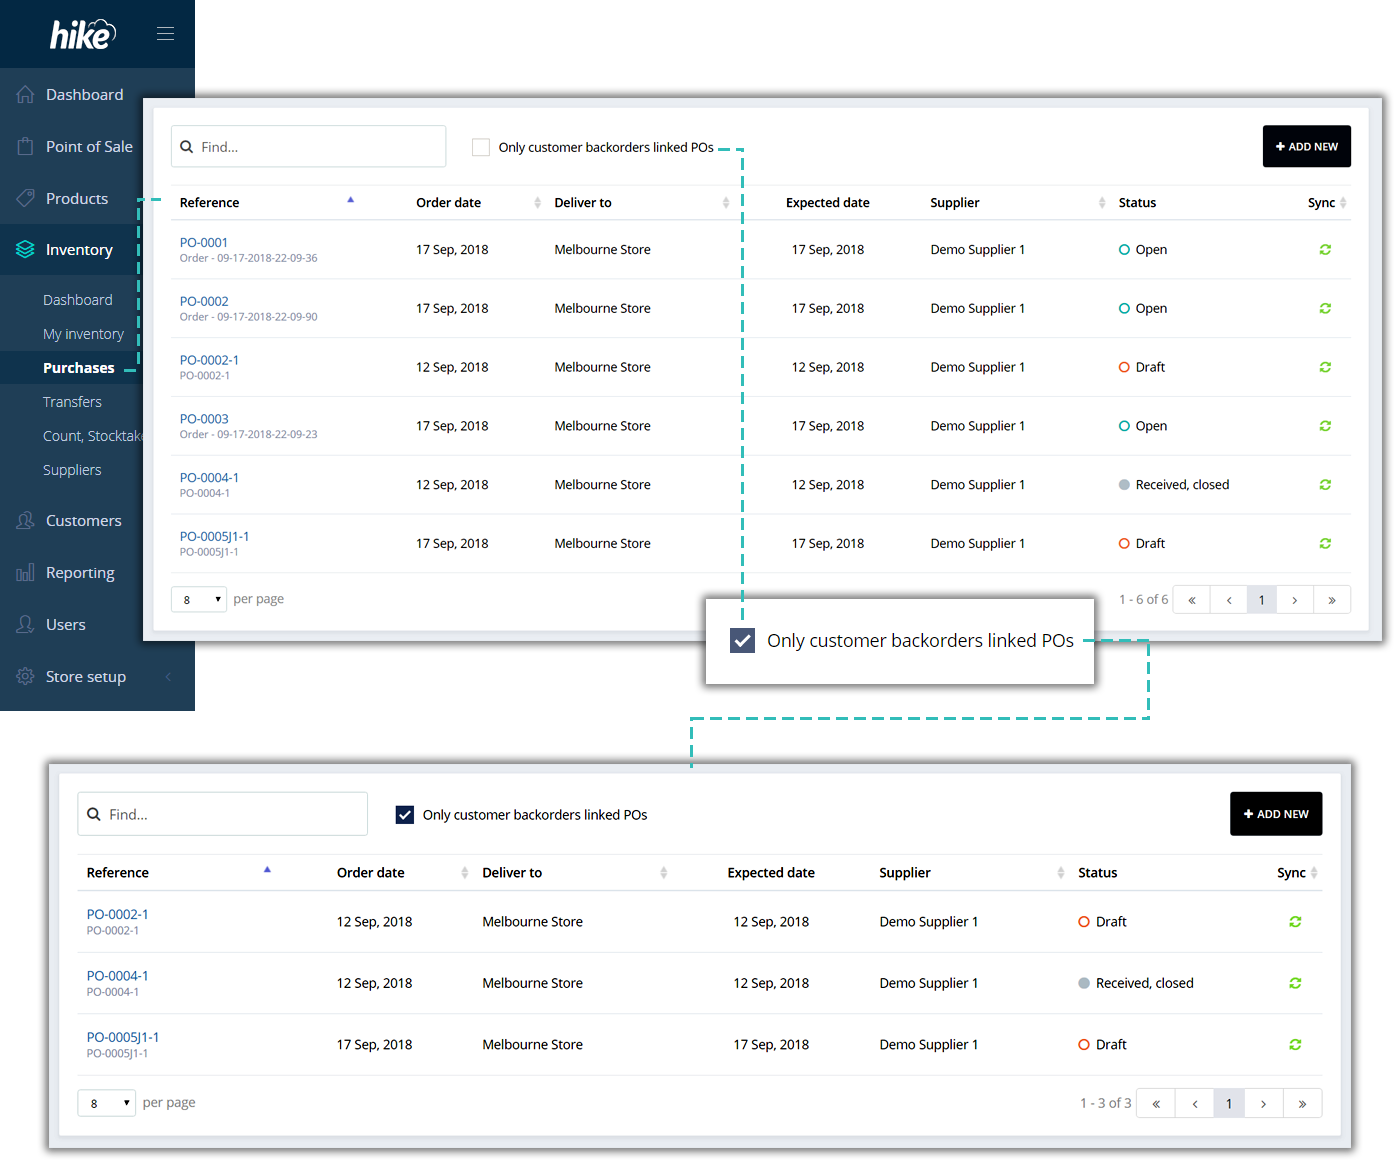 hike
Dashboard
Point of Sale
Products
Inventory
Dashboard
My inventory
Purchases
Transfers
Count, Stocktake
Suppliers
Customers
Reporting
Users
Store setup
Find...
Only customer backorders linked POs
+ ADD NEW
Reference Order date Deliver to Expected date Supplier Status Sync
PO-0001 17 Sep, 2018 Melbourne Store 17 Sep, 2018 Demo Supplier 1 Open
Order - 09-17-2018-22-09-36
PO-0002 17 Sep, 2018 Melbourne Store 17 Sep, 2018 Demo Supplier 1 Open
Order - 09-17-2018-22-09-90
PO-0002-1 12 Sep, 2018 Melbourne Store 12 Sep, 2018 Demo Supplier 1 Draft
PO-0002-1
PO-0003 17 Sep, 2018 Melbourne Store 17 Sep, 2018 Demo Supplier 1 Open
Order - 09-17-2018-22-09-23
PO-0004-1 12 Sep, 2018 Melbourne Store 12 Sep, 2018 Demo Supplier 1 Received, closed
PO-0004-1
PO-0005J1-1 17 Sep, 2018 Melbourne Store 17 Sep, 2018 Demo Supplier 1 Draft
PO-0005J1-1
8 per page 1 - 6 of 6 « ‹ 1 › »
Only customer backorders linked POs
Find...
Only customer backorders linked POs
+ ADD NEW
Reference Order date Deliver to Expected date Supplier Status Sync
PO-0002-1 12 Sep, 2018 Melbourne Store 12 Sep, 2018 Demo Supplier 1 Draft
PO-0002-1
PO-0004-1 12 Sep, 2018 Melbourne Store 12 Sep, 2018 Demo Supplier 1 Received, closed
PO-0004-1
PO-0005J1-1 17 Sep, 2018 Melbourne Store 17 Sep, 2018 Demo Supplier 1 Draft
PO-0005J1-1
8 per page 1 - 3 of 3 « ‹ 1 › »